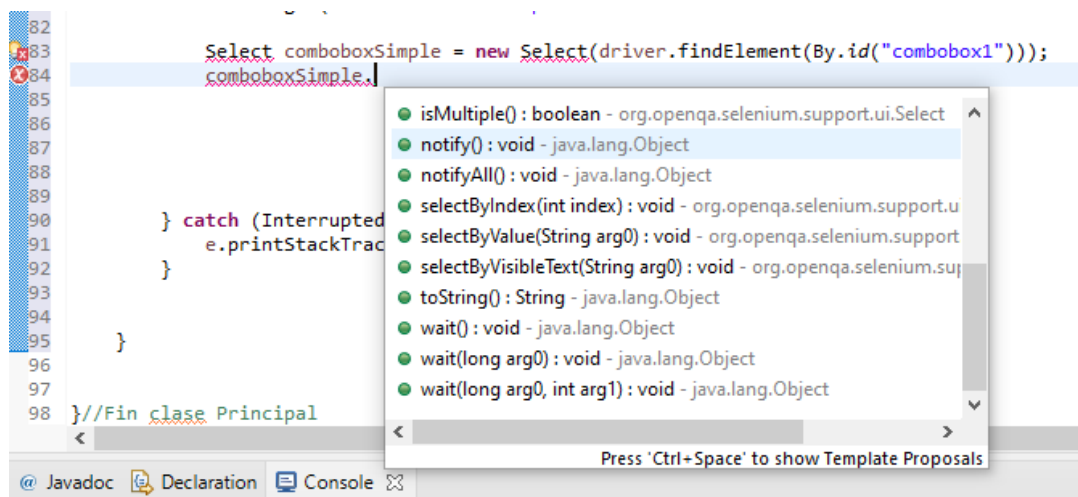 82
83 Select comboboxSimple = new Select(driver.findElement(By.id("combobox1")));
84 comboboxSimple.
85
86
87
88
89
90 } catch (Interrupted
91 e.printStackTrac
92 }
93
94
95 }
96
97
98 }//Fin clase Principal
isMultiple() : boolean - org.openqa.selenium.support.ui.Select
notify() : void - java.lang.Object
notifyAll() : void - java.lang.Object
selectByIndex(int index) : void - org.openqa.selenium.support.u
selectByValue(String arg0) : void - org.openqa.selenium.support
selectByVisibleText(String arg0) : void - org.openqa.selenium.sup
toString() : String - java.lang.Object
wait() : void - java.lang.Object
wait(long arg0) : void - java.lang.Object
wait(long arg0, int arg1) : void - java.lang.Object
Press 'Ctrl+Space' to show Template Proposals
@ Javadoc Declaration Console